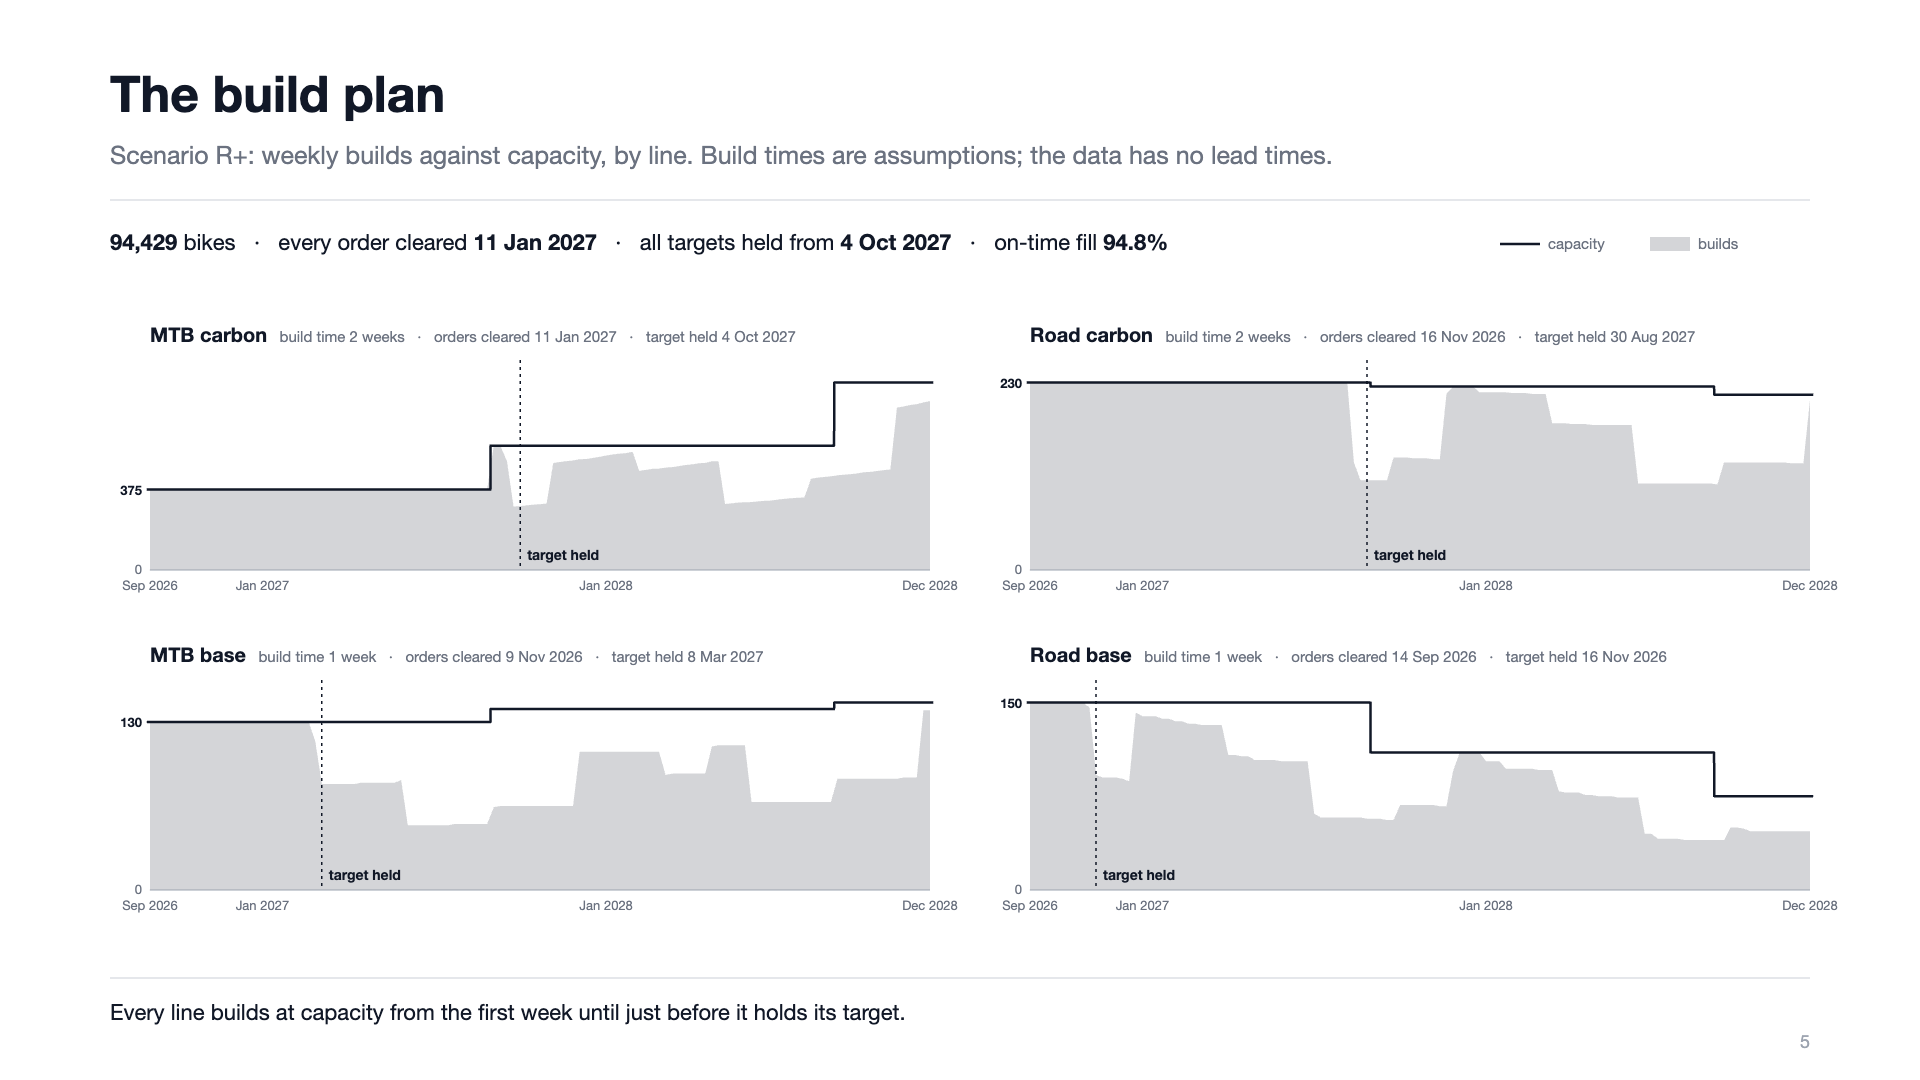 The build plan
Scenario R+: weekly builds against capacity, by line. Build times are assumptions; the data has no lead times.
94,429 bikes · every order cleared 11 Jan 2027 · all targets held from 4 Oct 2027 · on-time fill 94.8%
capacity
builds
MTB carbon build time 2 weeks · orders cleared 11 Jan 2027 · target held 4 Oct 2027
375
0
target held
Sep 2026 Jan 2027 Jan 2028 Dec 2028
Road carbon build time 2 weeks · orders cleared 16 Nov 2026 · target held 30 Aug 2027
230
0
target held
Sep 2026 Jan 2027 Jan 2028 Dec 2028
MTB base build time 1 week · orders cleared 9 Nov 2026 · target held 8 Mar 2027
130
0
target held
Sep 2026 Jan 2027 Jan 2028 Dec 2028
Road base build time 1 week · orders cleared 14 Sep 2026 · target held 16 Nov 2026
150
0
target held
Sep 2026 Jan 2027 Jan 2028 Dec 2028
Every line builds at capacity from the first week until just before it holds its target.
5